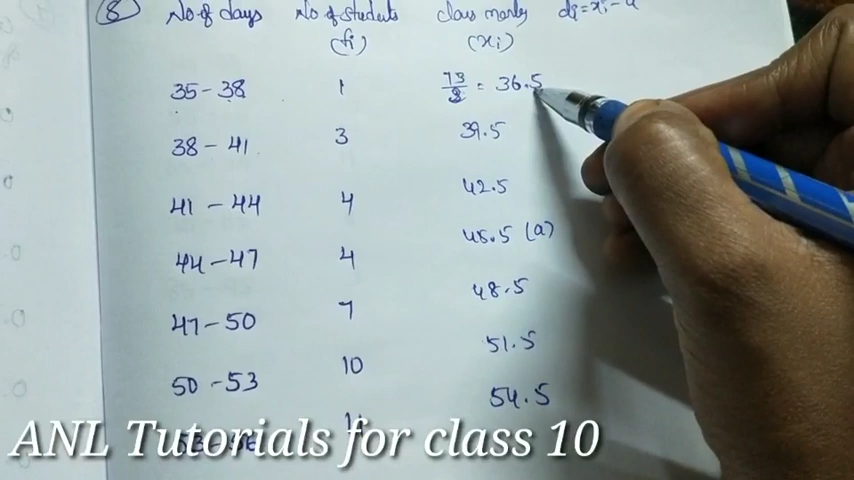 8 No of days No of students Class marks di = xi - a
(fi) (xi)
35 - 38 1 73/2 = 36.5
38 - 41 3 39.5
41 - 44 4 42.5
44 - 47 4 45.5 (a)
47 - 50 7 48.5
50 - 53 10 51.5
54.5
ANL Tutorials for class 10